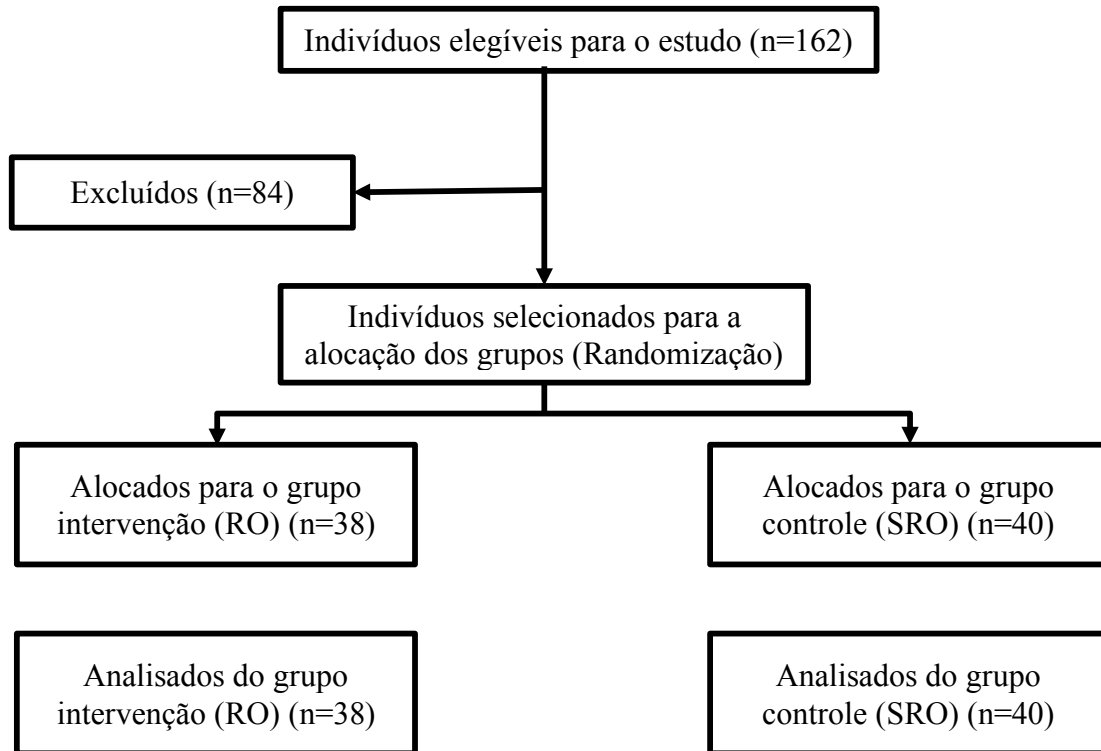 Indivíduos elegíveis para o estudo (n=162)
Excluídos (n=84)
Indivíduos selecionados para a
alocação dos grupos (Randomização)
Alocados para o grupo
intervenção (RO) (n=38)
Alocados para o grupo
controle (SRO) (n=40)
Analisados do grupo
intervenção (RO) (n=38)
Analisados do grupo
controle (SRO) (n=40)